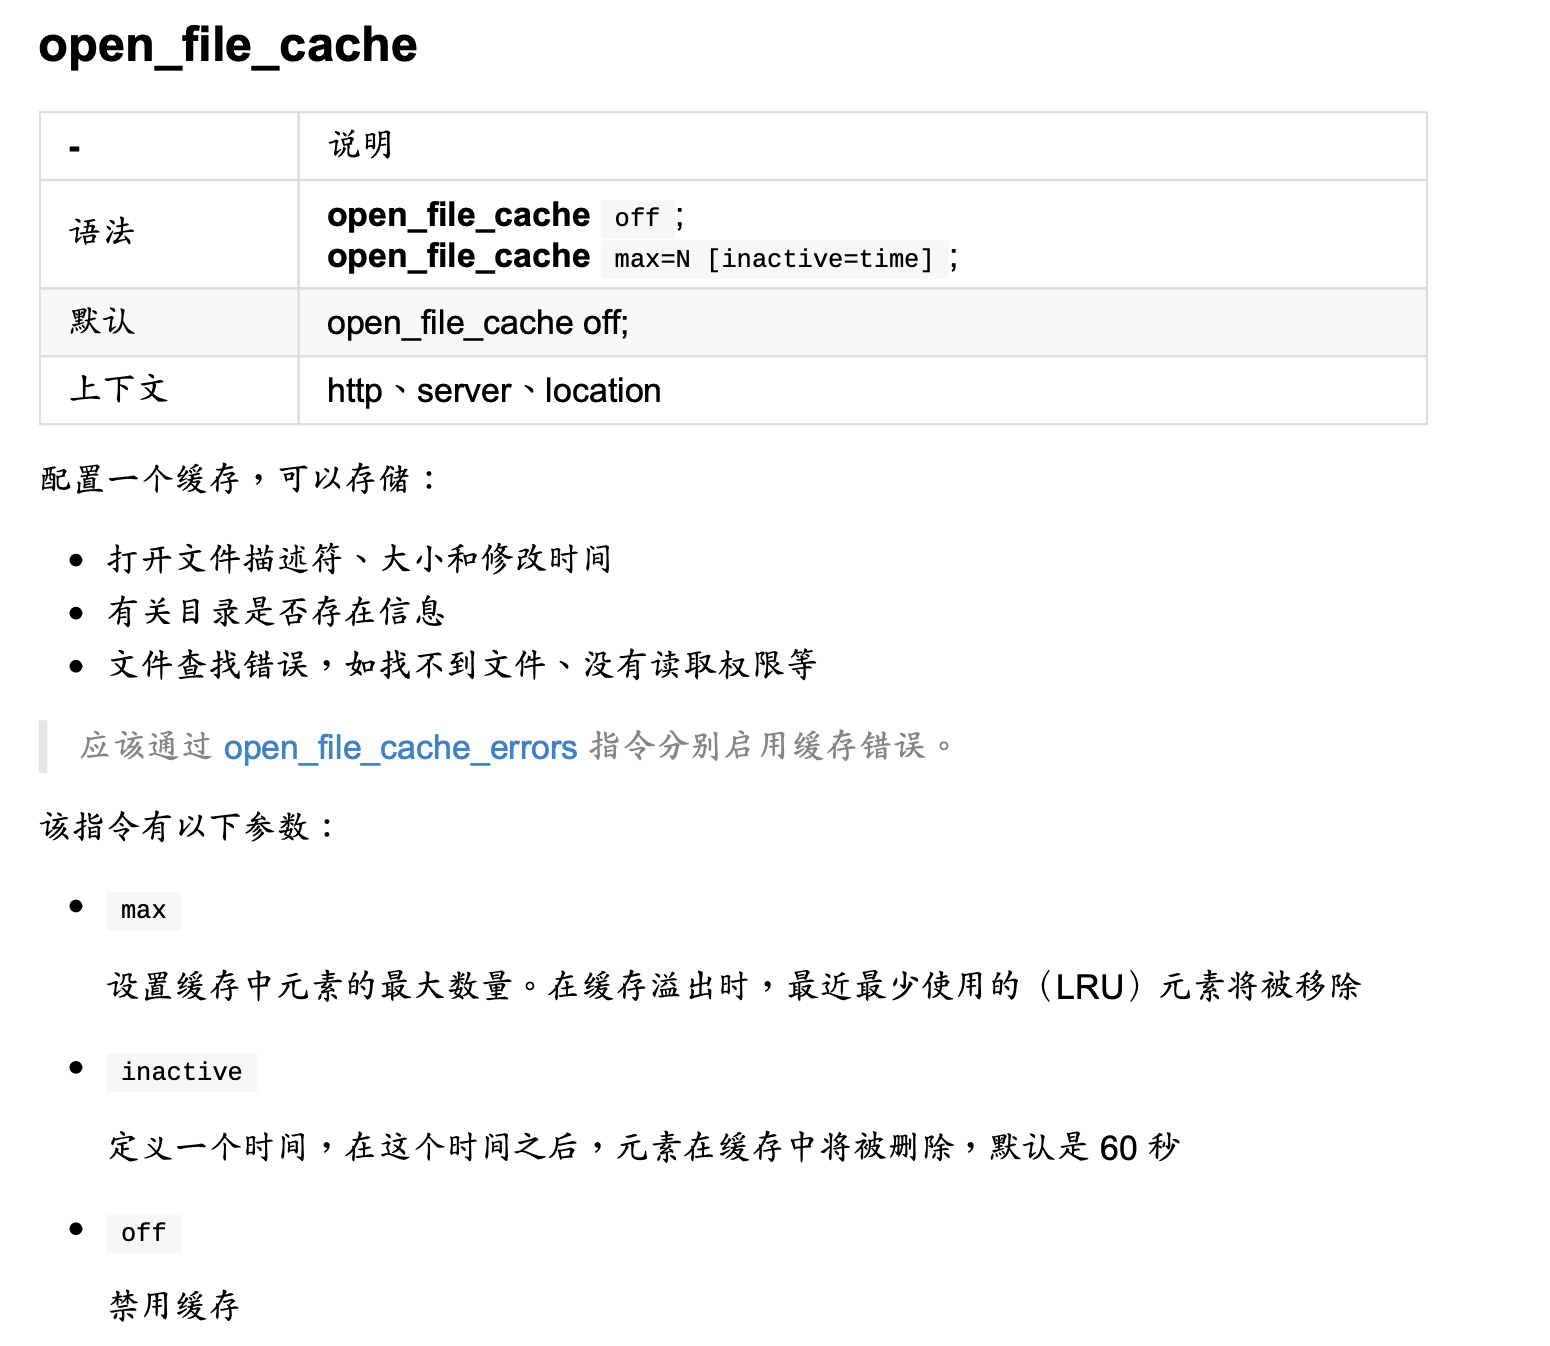 open_file_cache
-
说明
语法
open_file_cache off ;
open_file_cache max=N [inactive=time] ;
默认
open_file_cache off;
上下文
http、server、location
配置一个缓存，可以存储：
打开文件描述符、大小和修改时间
有关目录是否存在信息
文件查找错误，如找不到文件、没有读取权限等
应该通过 open_file_cache_errors 指令分别启用缓存错误。
该指令有以下参数：
max
设置缓存中元素的最大数量。在缓存溢出时，最近最少使用的（LRU）元素将被移除
inactive
定义一个时间，在这个时间之后，元素在缓存中将被删除，默认是 60 秒
off
禁用缓存